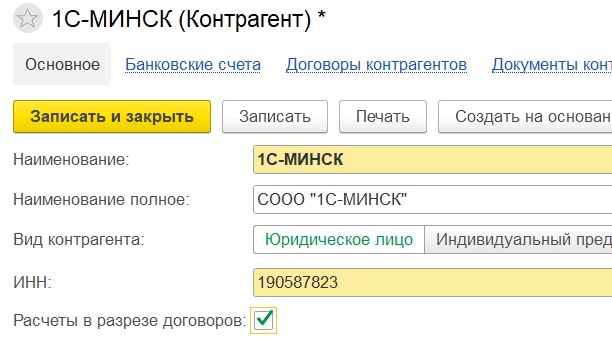 1С-МИНСК (Контрагент) *
Основное Банковские счета Договоры контрагентов Документы кон
Записать и закрыть Записать Печать Создать на основан
Наименование: 1С-МИНСК
Наименование полное: СООО "1С-МИНСК"
Вид контрагента: Юридическое лицо Индивидуальный пред
ИНН: 190587823
Расчеты в разрезе договоров: